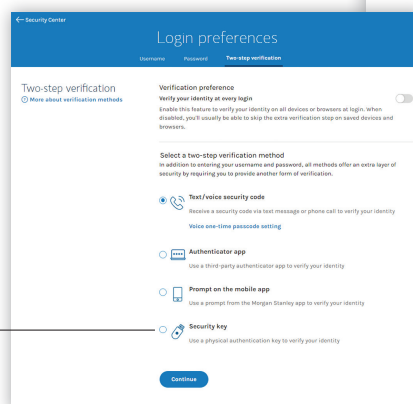 ← Security Center
Login preferences
Username Password Two-step verification
Two-step verification
? More about verification methods
Verification preference
Verify your identity at every login
Enable this feature to verify your identity on all devices or browsers at login. When
disabled, you'll usually be able to skip the extra verification step on saved devices and
browsers.
Select a two-step verification method
In addition to entering your username and password, all methods offer an extra layer of
security by requiring you to provide another form of verification.
Text/voice security code
Receive a security code via text message or phone call to verify your identity
Voice one-time passcode setting
Authenticator app
Use a third-party authenticator app to verify your identity
Prompt on the mobile app
Use a prompt from the Morgan Stanley app to verify your identity
Security key
Use a physical authentication key to verify your identity
Continue